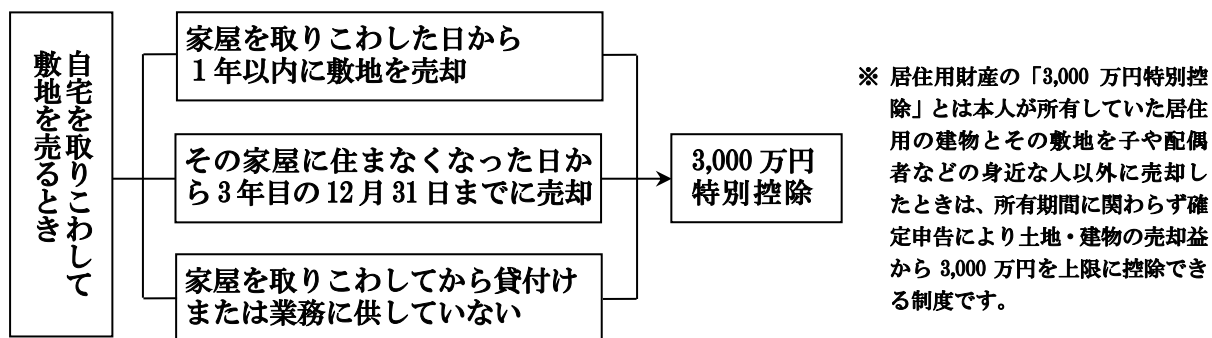 自宅を取りこわして
敷地を売るとき
家屋を取りこわした日から
1年以内に敷地を売却
その家屋に住まなくなった日か
ら3年目の12月31日までに売却
家屋を取りこわしてから貸付け
または業務に供していない
3,000万円
特別控除
※ 居住用財産の「3,000 万円特別控
除」とは本人が所有していた居住
用の建物とその敷地を子や配偶
者などの身近な人以外に売却し
たときは、所有期間に関わらず確
定申告により土地・建物の売却益
から 3,000 万円を上限に控除でき
る制度です。